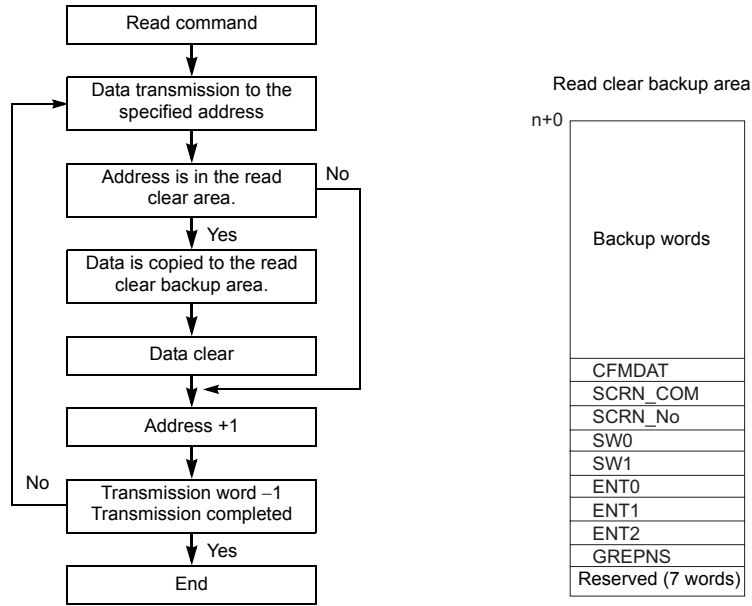 Read command
Data transmission to the
specified address
Address is in the read
clear area.
No
Yes
Data is copied to the read
clear backup area.
Data clear
Address +1
No
Transmission word −1
Transmission completed
Yes
End
Read clear backup area
n+0
Backup words
CFMDAT
SCRN_COM
SCRN_No
SW0
SW1
ENT0
ENT1
ENT2
GREPNS
Reserved (7 words)